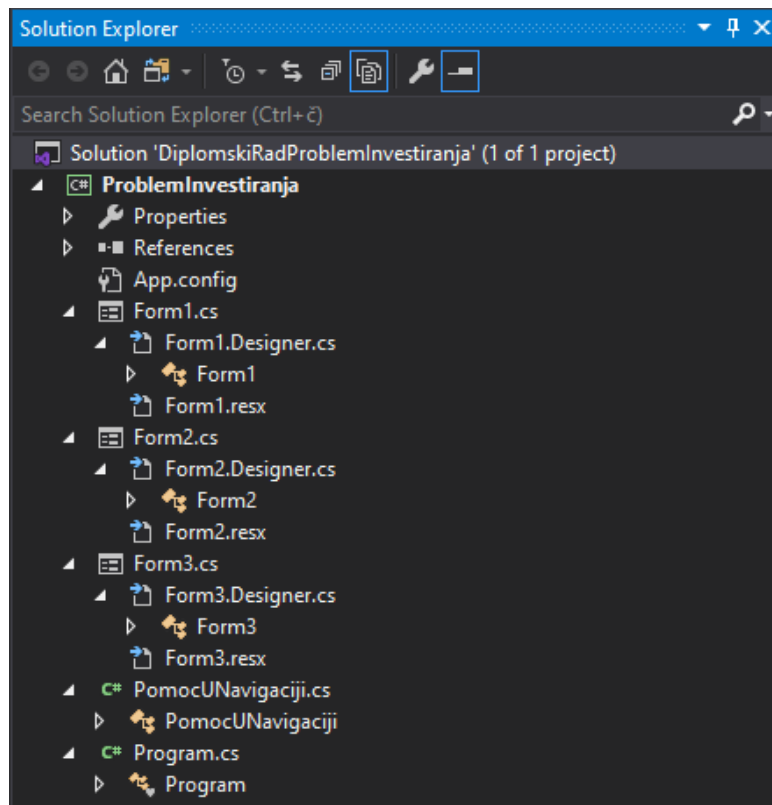 Solution Explorer
Search Solution Explorer (Ctrl+č)
Solution 'DiplomskiRadProblemInvestiranja' (1 of 1 project)
C# ProblemInvestiranja
Properties
References
App.config
Form1.cs
Form1.Designer.cs
Form1
Form1.resx
Form2.cs
Form2.Designer.cs
Form2
Form2.resx
Form3.cs
Form3.Designer.cs
Form3
Form3.resx
C# PomocUNavigaciji.cs
PomocUNavigaciji
C# Program.cs
Program